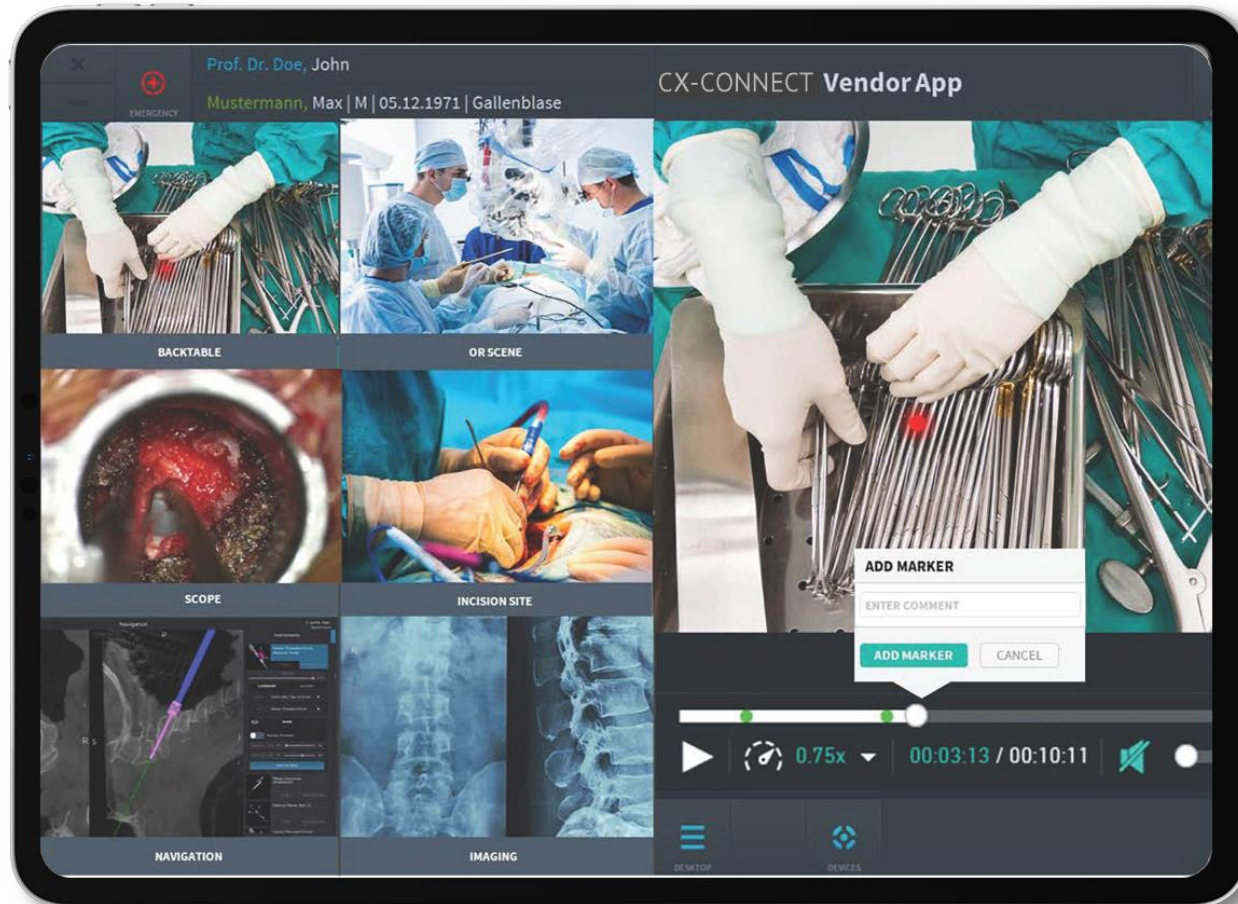 Prof. Dr. Doe, John
EMERGENCY
Mustermann, Max | M | 05.12.1971 | Gallenblase
CX-CONNECT Vendor App
BACKTABLE
OR SCENE
SCOPE
INCISION SITE
Navigation
R
NAVIGATION
IMAGING
ADD MARKER
ENTER COMMENT
ADD MARKER
CANCEL
0.75x
00:03:13 / 00:10:11
DESKTOP
DEVICES